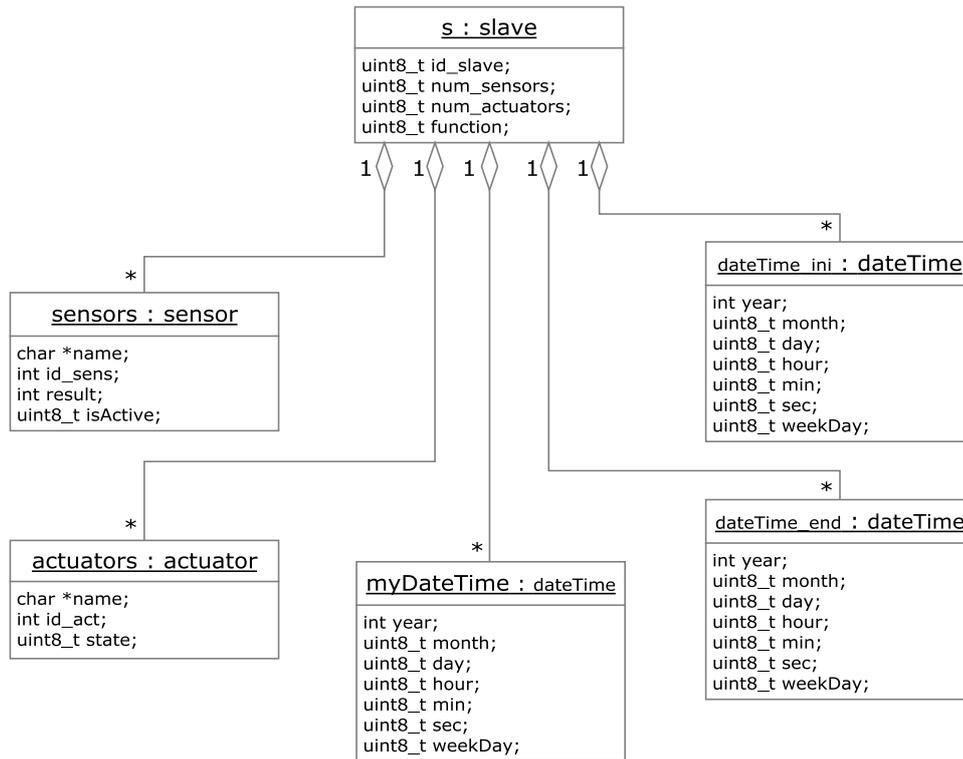 s : slave
uint8_t id_slave;
uint8_t num_sensors;
uint8_t num_actuators;
uint8_t function;
1
1
1
1
1
*
sensors : sensor
char *name;
int id_sens;
int result;
uint8_t isActive;
*
actuators : actuator
char *name;
int id_act;
uint8_t state;
*
myDateTime : dateTime
int year;
uint8_t month;
uint8_t day;
uint8_t hour;
uint8_t min;
uint8_t sec;
uint8_t weekDay;
*
dateTime_ini : dateTime
int year;
uint8_t month;
uint8_t day;
uint8_t hour;
uint8_t min;
uint8_t sec;
uint8_t weekDay;
*
dateTime_end : dateTime
int year;
uint8_t month;
uint8_t day;
uint8_t hour;
uint8_t min;
uint8_t sec;
uint8_t weekDay;